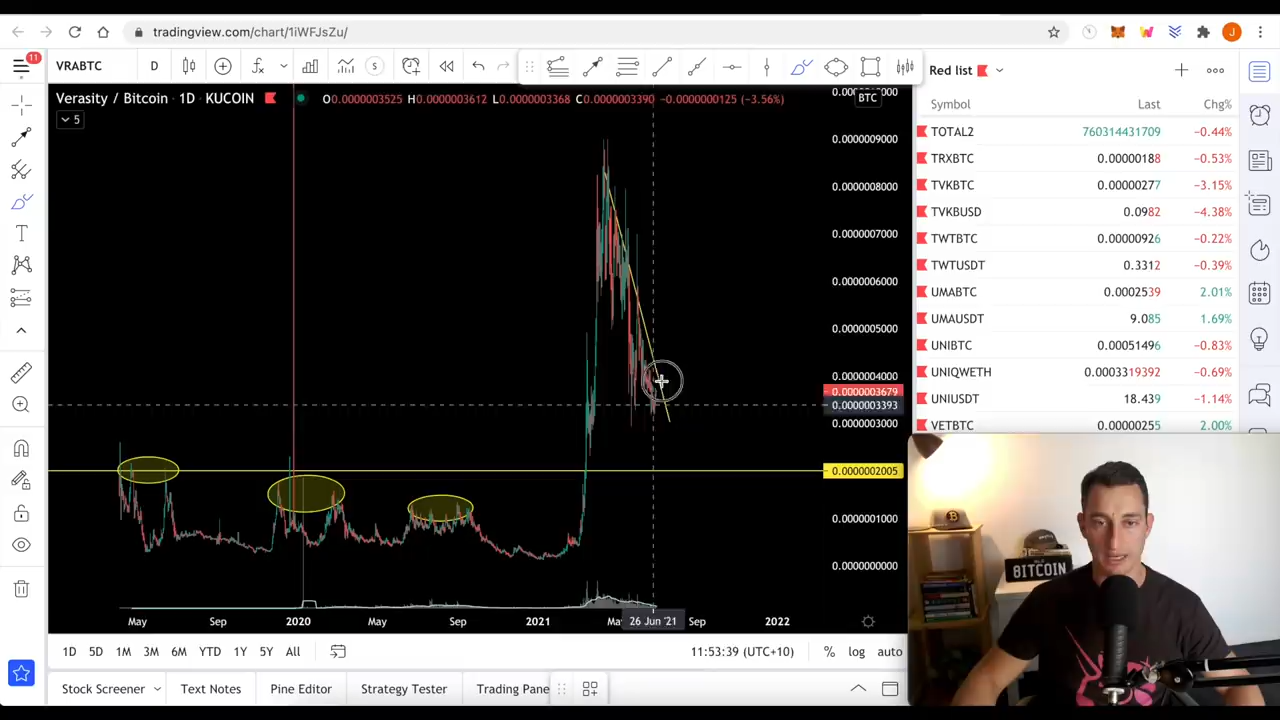 tradingview.com/chart/1iWFJsZu/
11
VRABTC
D
S
Red list
J
Verasity / Bitcoin · 1D · KUCOIN
O0.0000003525 H0.0000003612 L0.0000003368 C0.0000003390 −0.0000000125 (−3.56%)
BTC
5
Symbol Last Chg%
TOTAL2 760314431709 −0.44%
TRXBTC 0.00000188 −0.53%
TVKBTC 0.00000277 −3.15%
TVKBUSD 0.0982 −4.38%
TWTBTC 0.00000926 −0.22%
TWTUSDT 0.3312 −0.39%
UMABTC 0.0002539 2.01%
UMAUSDT 9.085 1.69%
UNIBTC 0.00051496 −0.83%
UNIQWETH 0.0003319392 −0.69%
UNIUSDT 18.439 −1.14%
VETBTC 0.00000255 2.00%
0.0000009000
0.0000008000
0.0000007000
0.0000006000
0.0000005000
0.0000004000
0.0000003679
0.0000003393
0.0000003000
0.0000002005
0.0000001000
0.0000000000
May Sep 2020 May Sep 2021 Ma 26 Jun '21 Sep 2022
1D 5D 1M 3M 6M YTD 1Y 5Y All
11:53:39 (UTC+10) % log auto
Stock Screener Text Notes Pine Editor Strategy Tester Trading Pane
BITCOIN